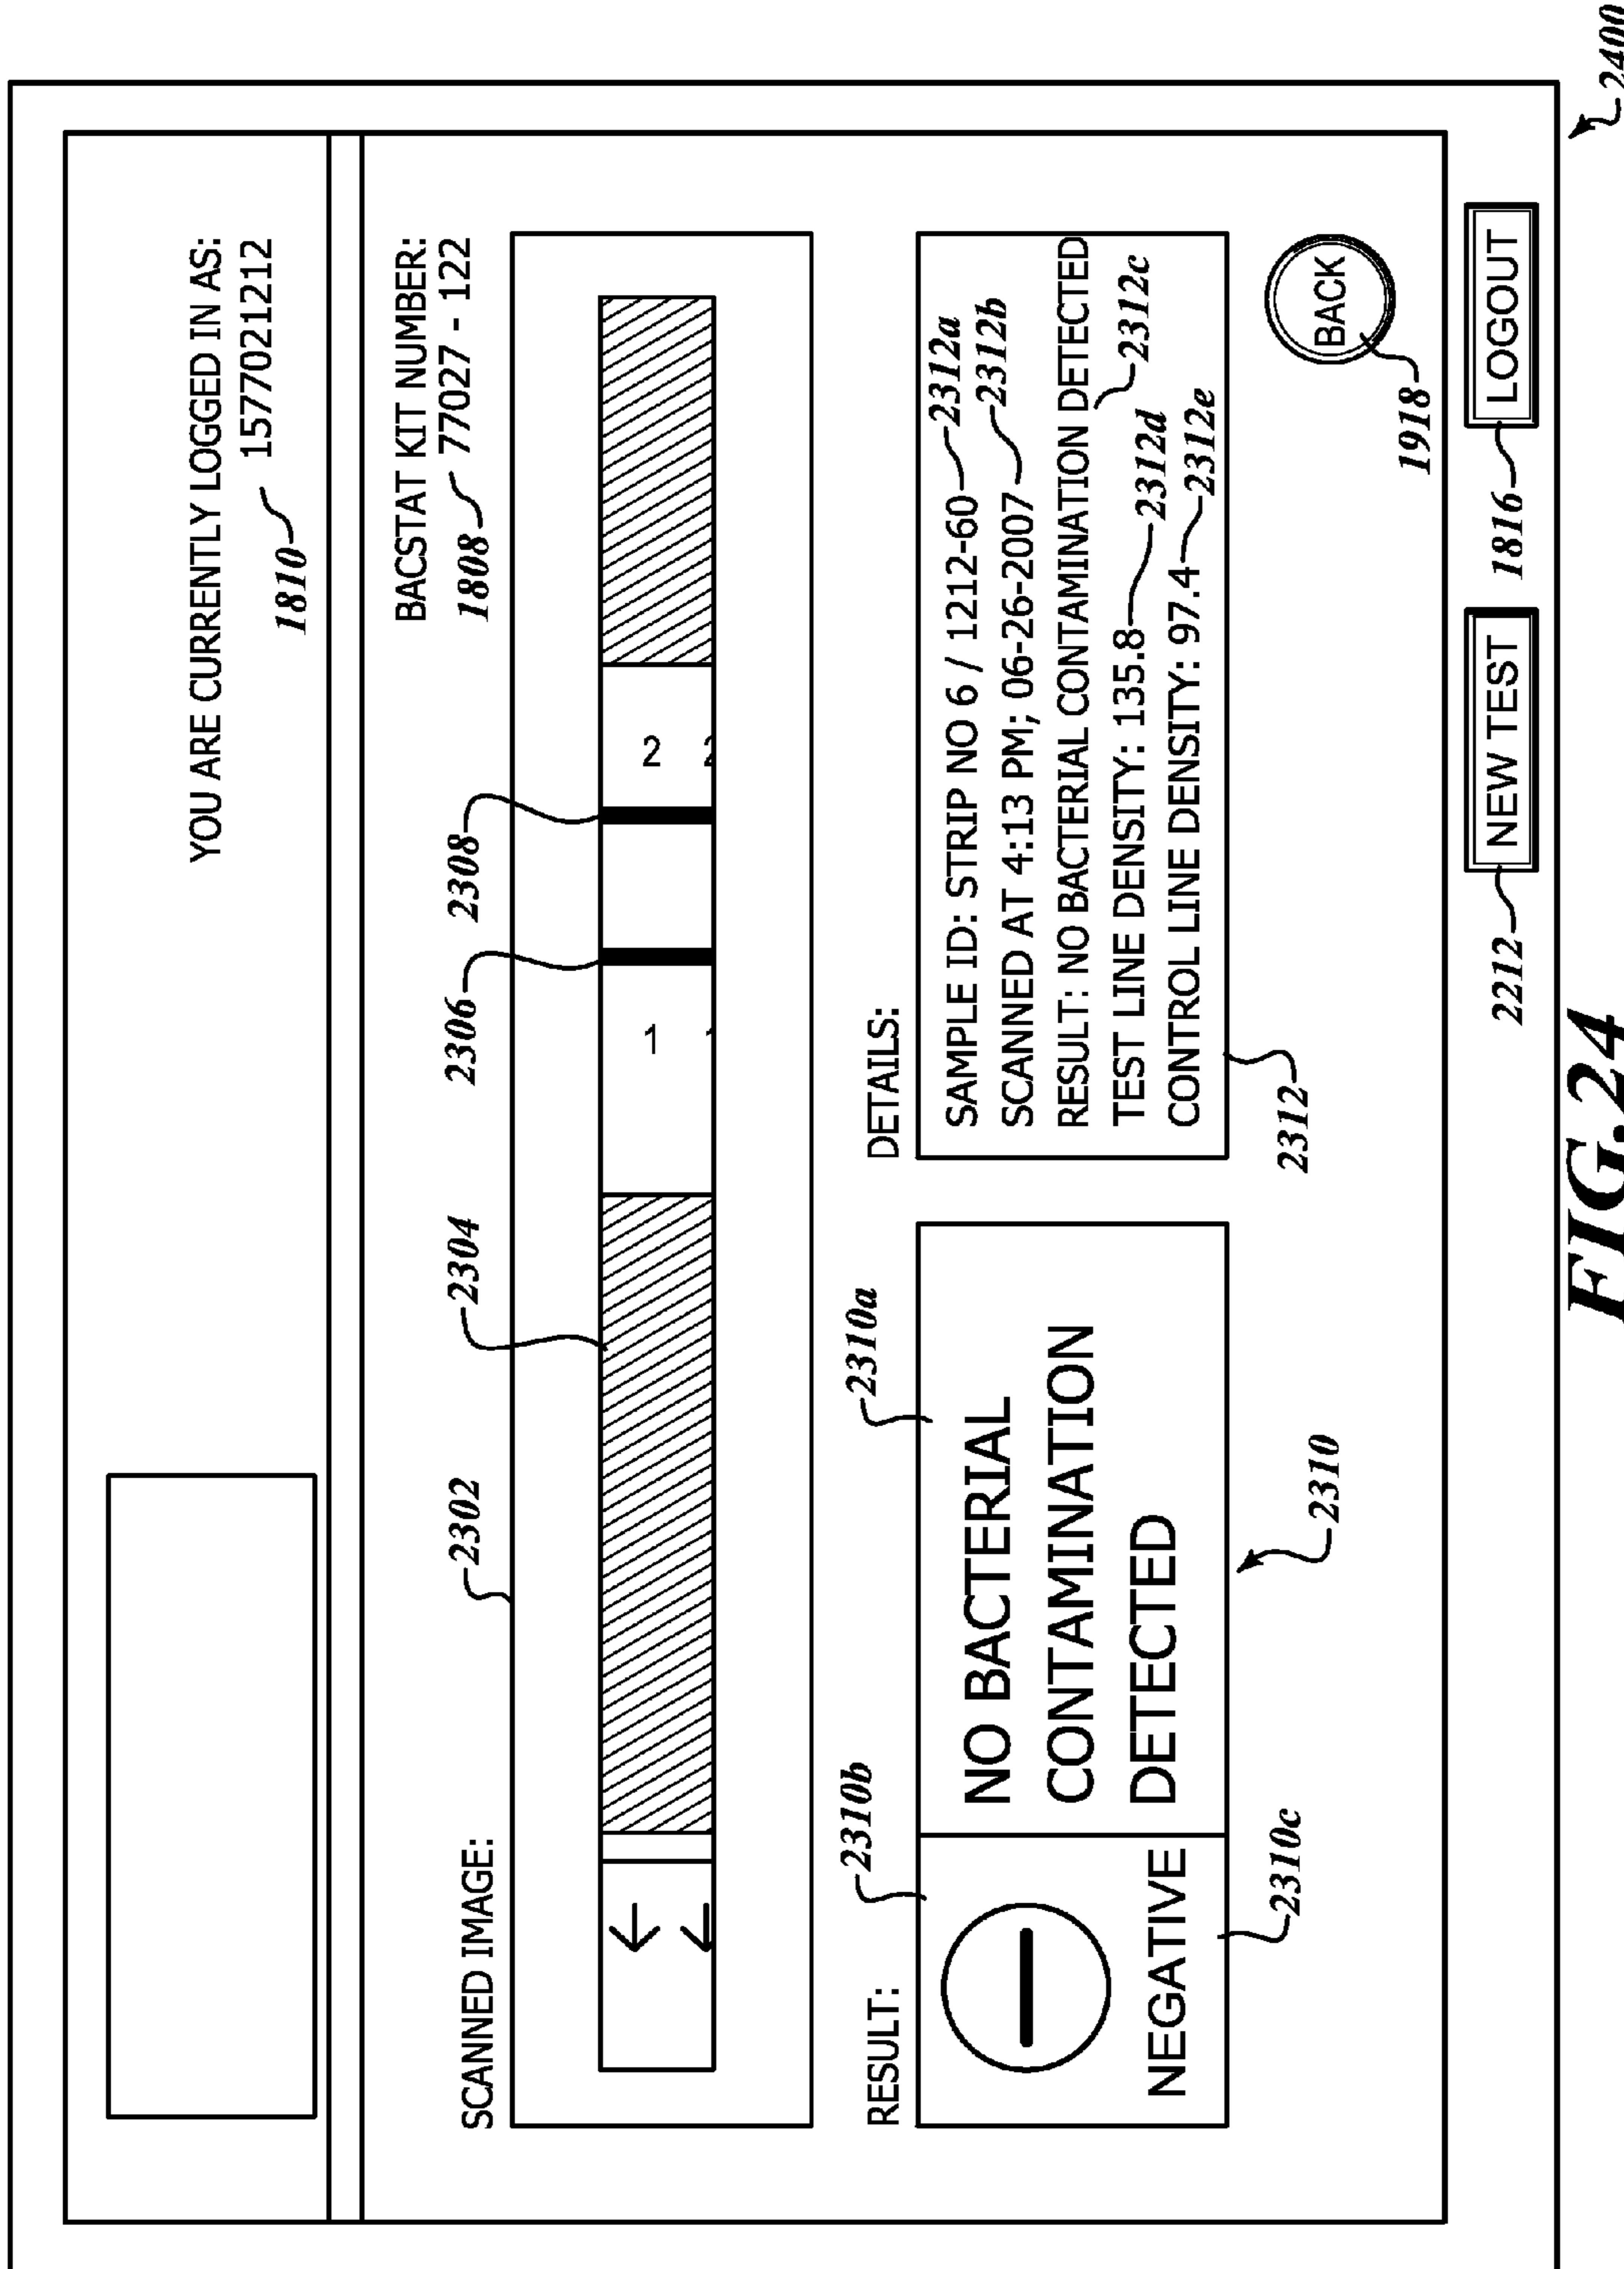 YOU ARE CURRENTLY LOGGED IN AS:
1577021212
1810
BACSTAT KIT NUMBER:
1808 77027 - 122
SCANNED IMAGE:
2302
2304
2306
2308
1
2 2
RESULT:
2310b
2310a
NO BACTERIAL
CONTAMINATION
DETECTED
NEGATIVE
2310c
2310
DETAILS:
SAMPLE ID: STRIP NO 6 / 1212-60 2312a
SCANNED AT 4:13 PM; 06-26-2007 2312b
RESULT: NO BACTERIAL CONTAMINATION DETECTED
2312c
TEST LINE DENSITY: 135.8 2312d
CONTROL LINE DENSITY: 97.4 2312e
2312
BACK
1918
2212 NEW TEST
1816 LOGOUT
FIG.24
2400